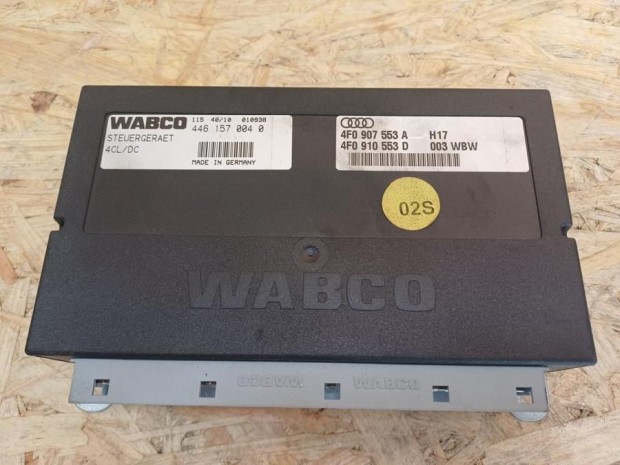 WABCO 115 40/10 010938
446 157 004 0
STEUERGERAET
4CL/DC
MADE IN GERMANY
4F0 907 553 A H17
4F0 910 553 D 003 WBW
02S
WABCO
WABCO WABCO